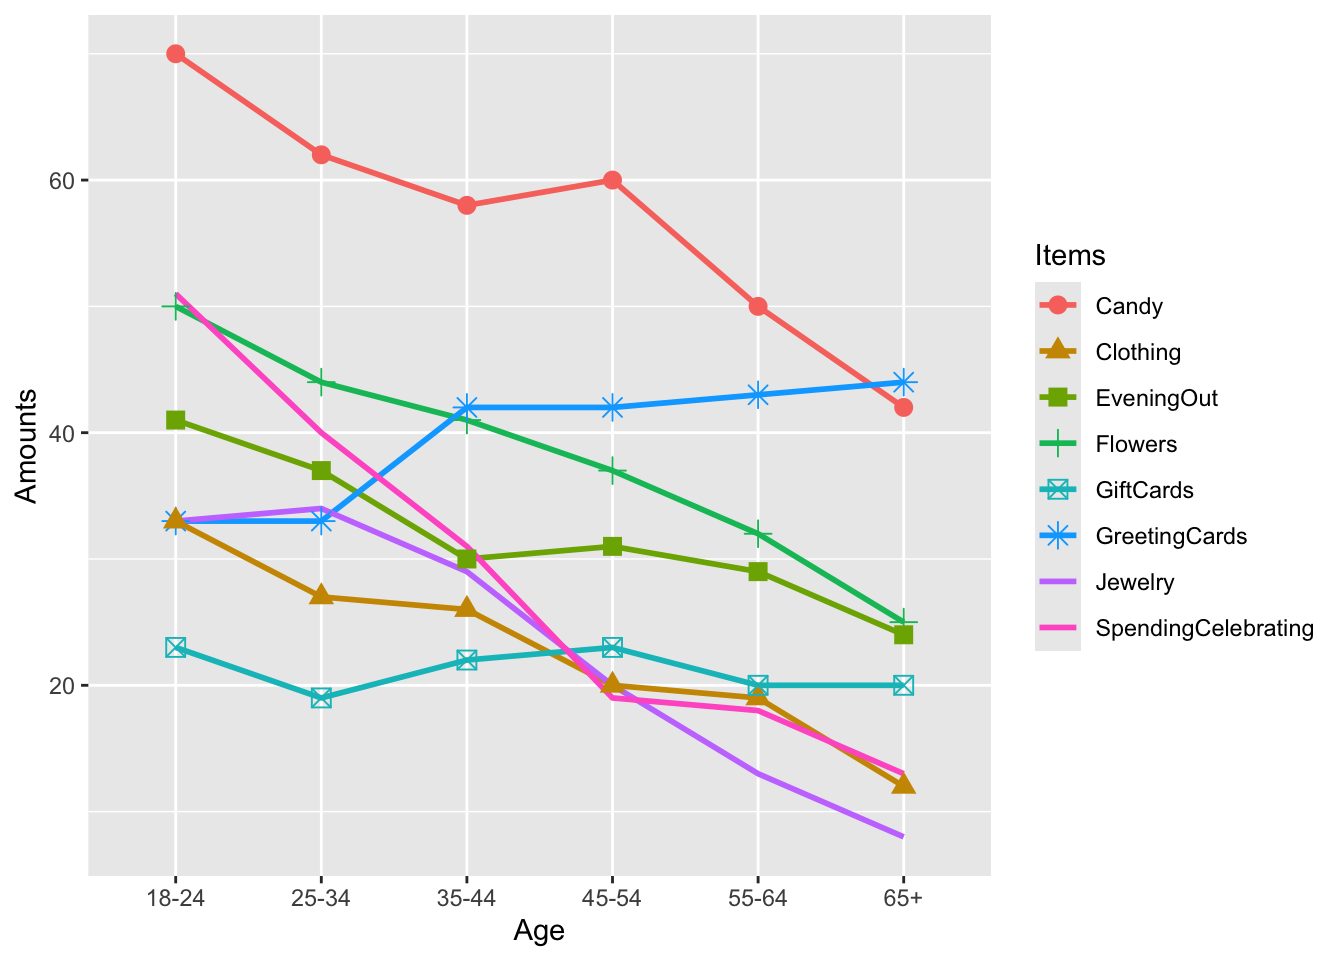 Amounts
60
40
20
18-24
25-34
35-44
45-54
55-64
65+
Age
Items
Candy
Clothing
EveningOut
Flowers
GiftCards
GreetingCards
Jewelry
SpendingCelebrating